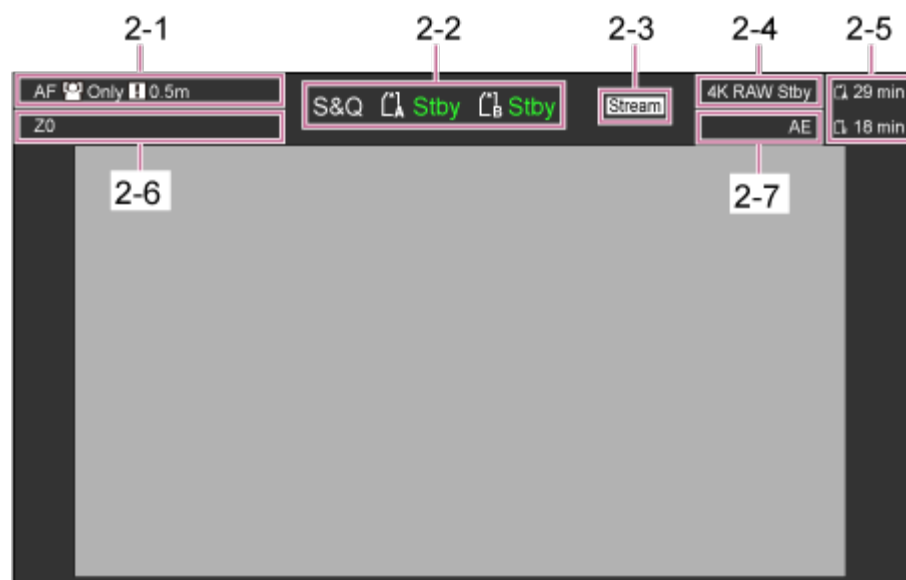 2-1 2-2 2-3 2-4 2-5
AF Only 0.5m
S&Q A Stby B Stby
Stream
4K RAW Stby
A 29 min
Z0
AE
18 min
2-6
2-7